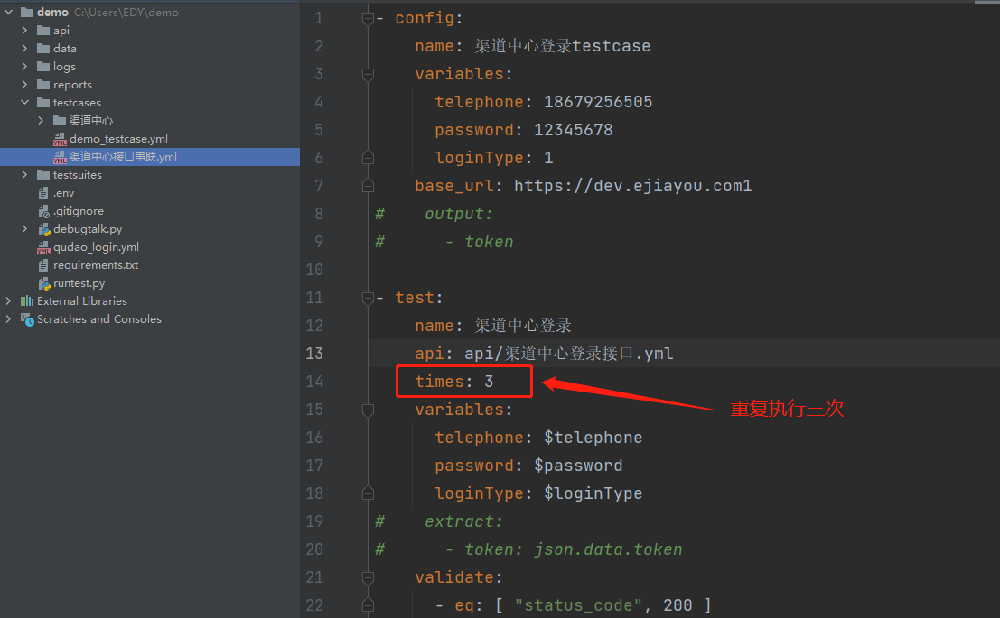 demo C:\Users\EDY\demo
api
data
logs
reports
testcases
渠道中心
demo_testcase.yml
渠道中心接口串联.yml
testsuites
.env
.gitignore
debugtalk.py
qudao_login.yml
requirements.txt
runtest.py
External Libraries
Scratches and Consoles
1 - config:
2 name: 渠道中心登录testcase
3 variables:
4 telephone: 18679256505
5 password: 12345678
6 loginType: 1
7 base_url: https://dev.ejiayou.com1
8 # output:
9 # - token
10
11 - test:
12 name: 渠道中心登录
13 api: api/渠道中心登录接口.yml
14 times: 3
重复执行三次
15 variables:
16 telephone: $telephone
17 password: $password
18 loginType: $loginType
19 # extract:
20 # - token: json.data.token
21 validate:
22 - eq: [ "status_code", 200 ]